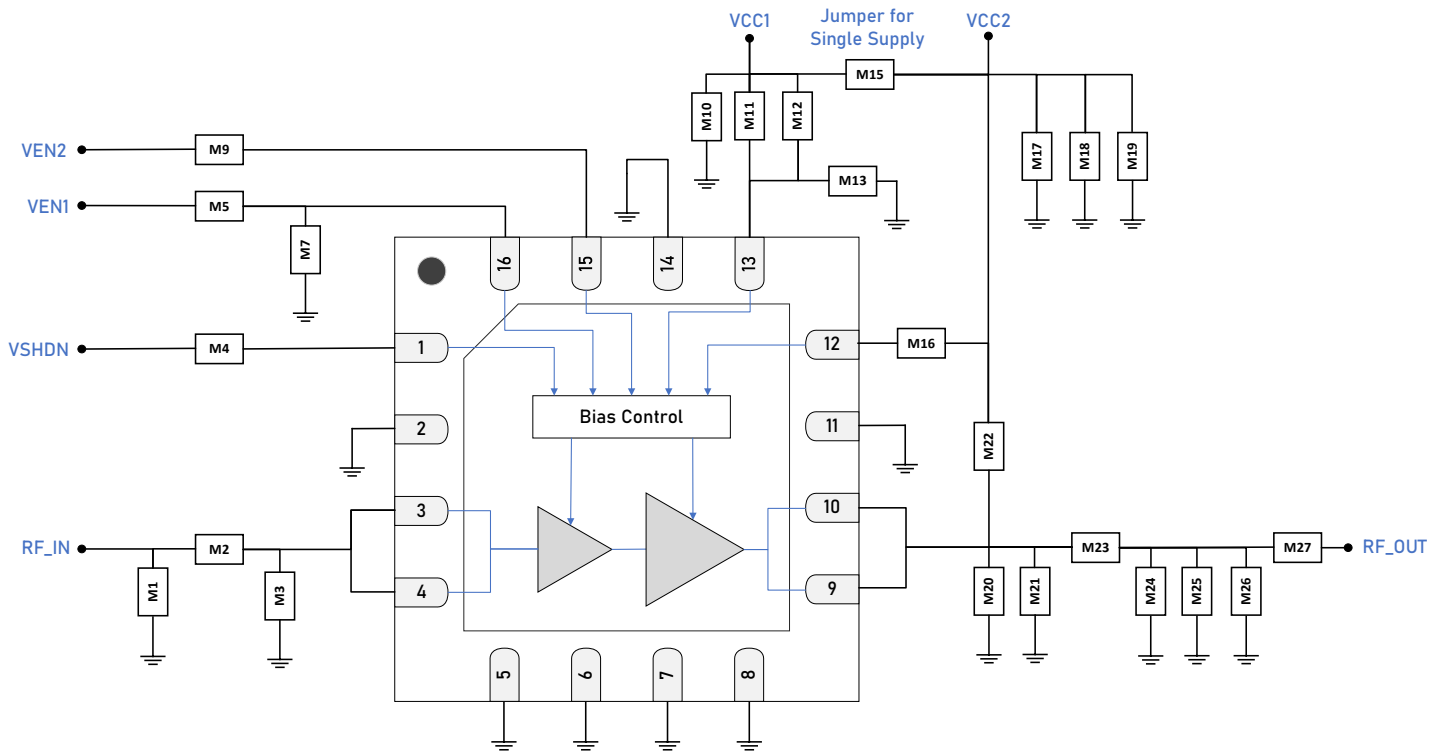 VCC1
Jumper for
Single Supply
VCC2
M10
M11
M12
M15
M17
M18
M19
VEN2
M9
M13
VEN1
M5
M7
16
15
14
13
VSHDN
M4
1
12
M16
Bias Control
2
11
M22
3
10
RF_IN
M2
M23
M27
RF_OUT
M1
M3
4
9
M20
M21
M24
M25
M26
5
6
7
8